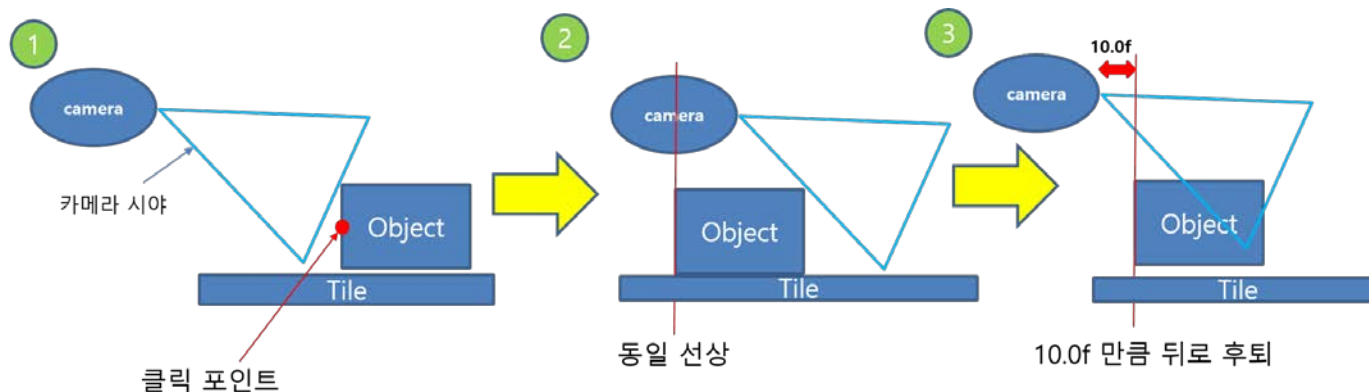 1
camera
카메라 시야
Object
Tile
클릭 포인트
2
camera
Object
Tile
동일 선상
3
10.0f
camera
Object
Tile
10.0f 만큼 뒤로 후퇴